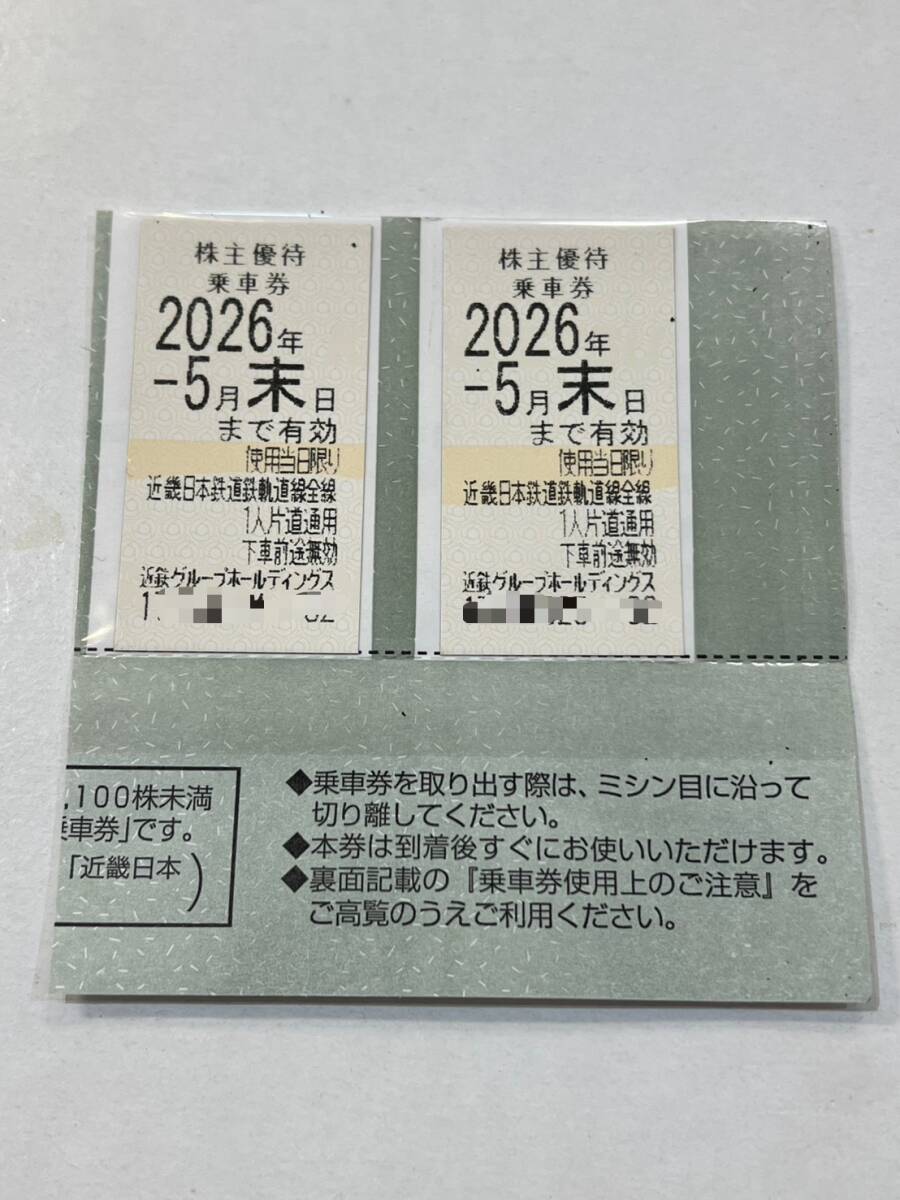 株主優待
乗車券
2026年
-5月末日
まで有効
使用当日限り
近畿日本鉄道鉄軌道線全線
1人片道通用
下車前途無効
近鉄グループホールディングス
株主優待
乗車券
2026年
-5月末日
まで有効
使用当日限り
近畿日本鉄道鉄軌道線全線
1人片道通用
下車前途無効
近鉄グループホールディングス
,100株未満
乗車券」です。
「近畿日本
)
◆乗車券を取り出す際は、ミシン目に沿って
切り離してください。
◆本券は到着後すぐにお使いいただけます。
◆裏面記載の『乗車券使用上のご注意』を
ご高覧のうえご利用ください。